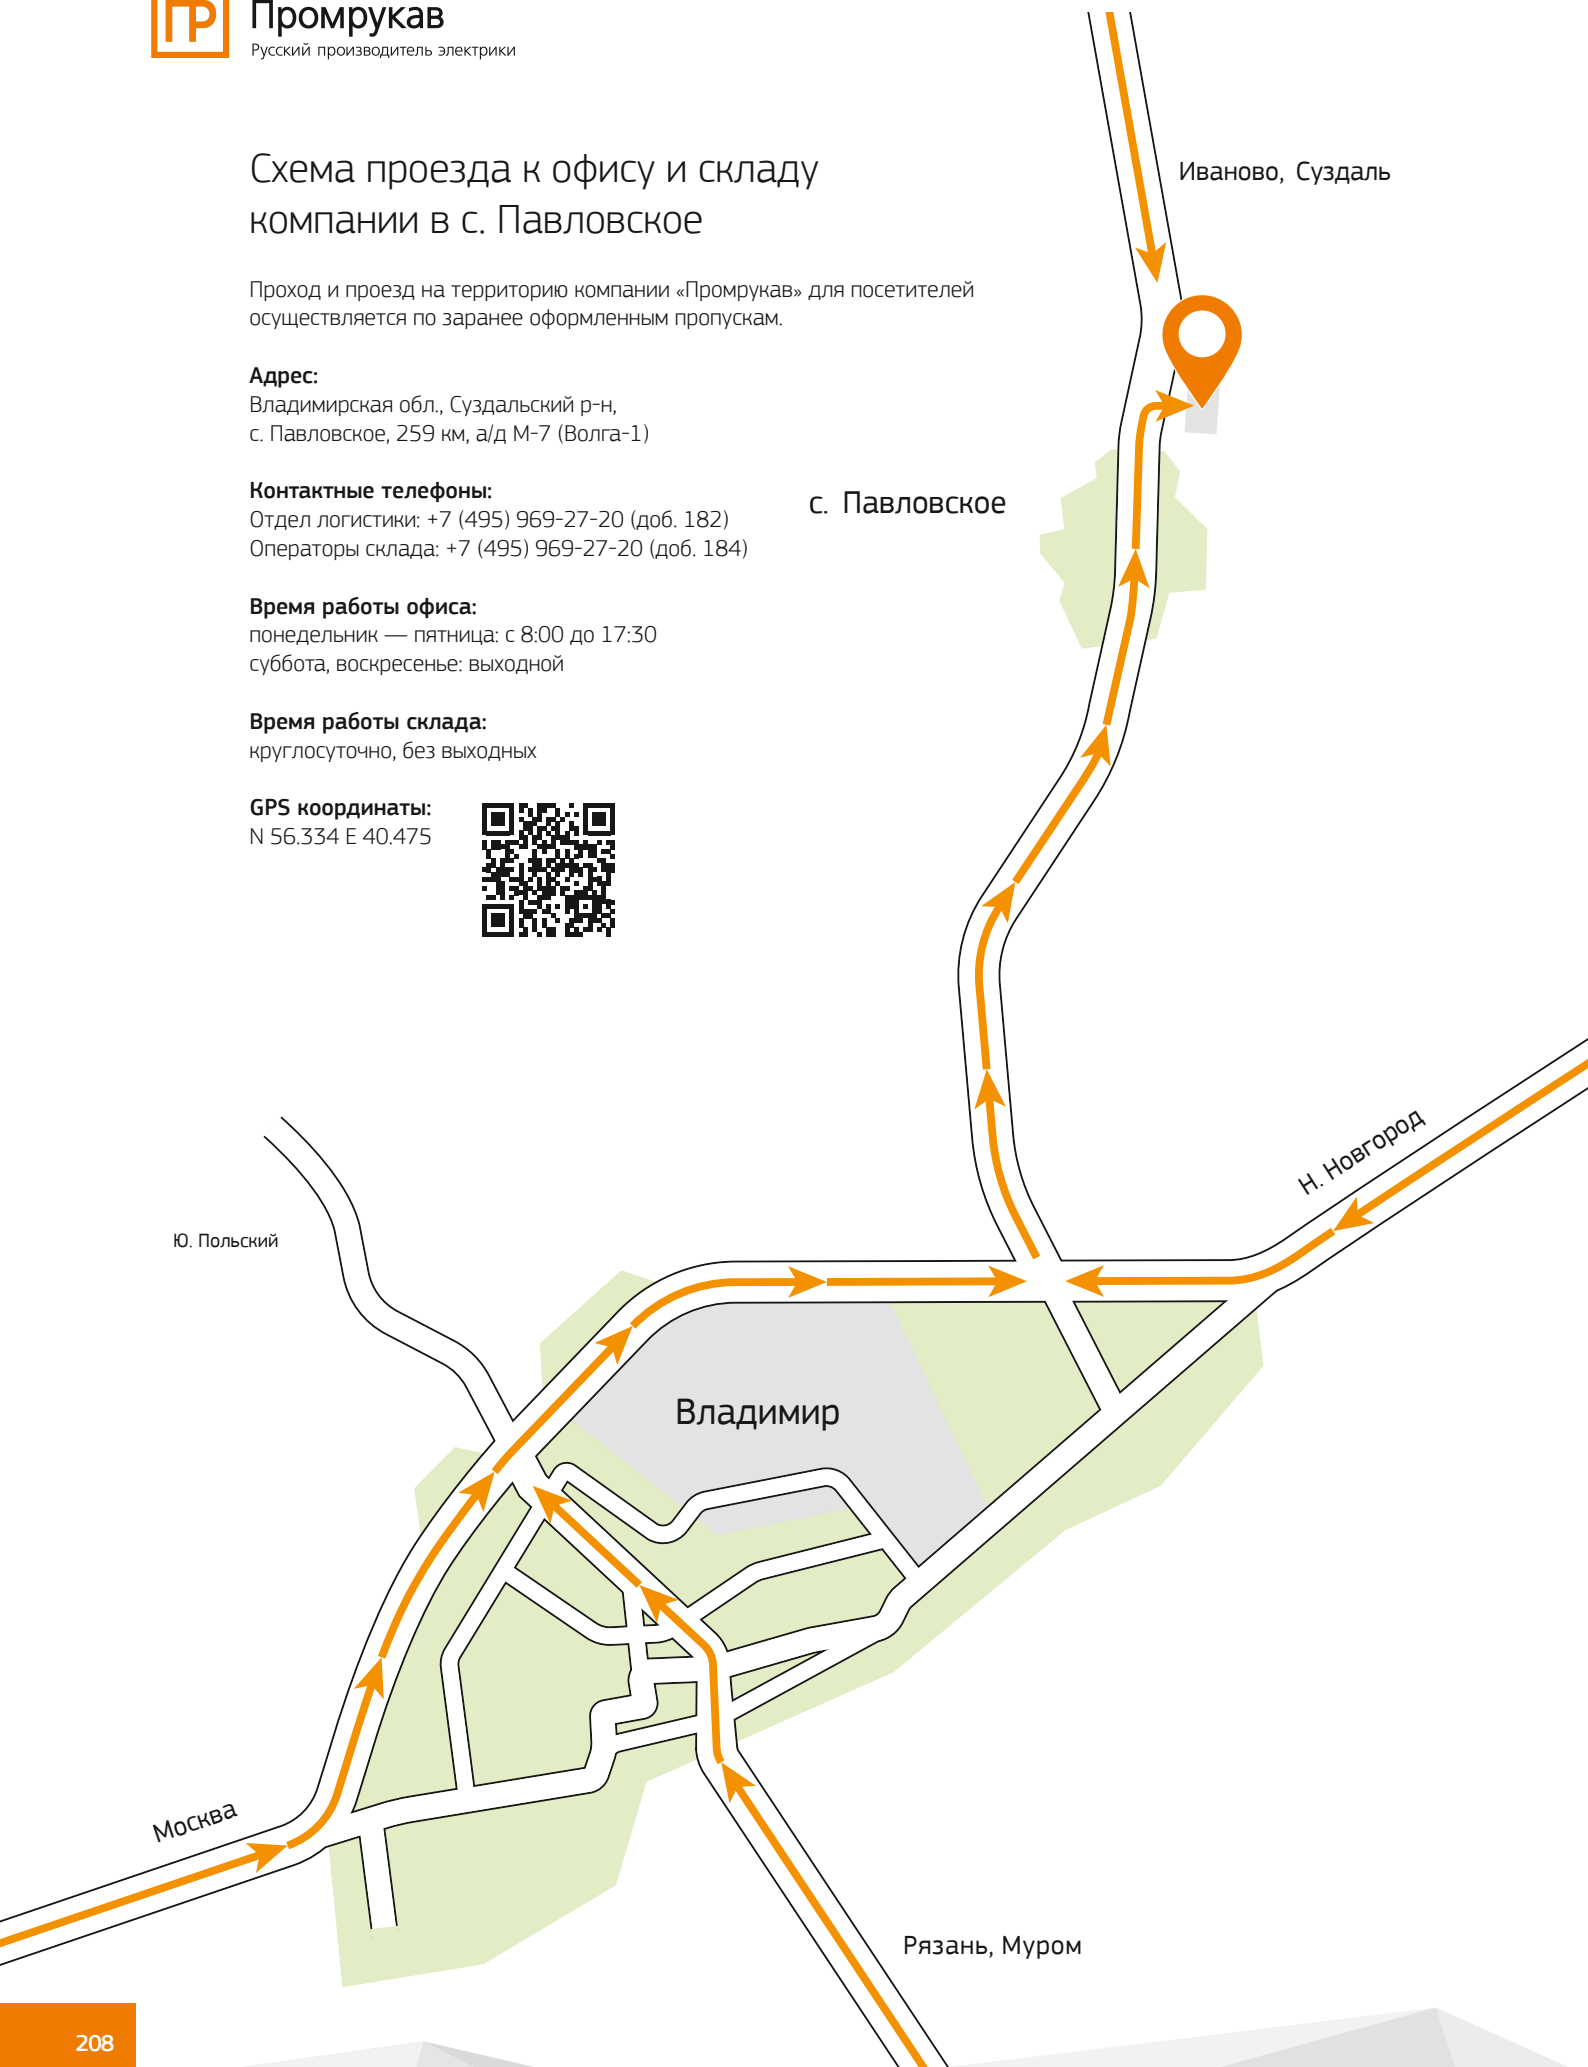 ПР
Промрукав
Русский производитель электрики
Схема проезда к офису и складу
компании в с. Павловское
Проход и проезд на территорию компании «Промрукав» для посетителей
осуществляется по заранее оформленным пропускам.
Адрес:
Владимирская обл., Суздальский р-н,
с. Павловское, 259 км, а/д М-7 (Волга-1)
Контактные телефоны:
Отдел логистики: +7 (495) 969-27-20 (доб. 182)
Операторы склада: +7 (495) 969-27-20 (доб. 184)
Время работы офиса:
понедельник — пятница: с 8:00 до 17:30
суббота, воскресенье: выходной
Время работы склада:
круглосуточно, без выходных
GPS координаты:
N 56.334 E 40.475
Иваново, Суздаль
с. Павловское
Н. Новгород
Ю. Польский
Владимир
Москва
Рязань, Муром
208